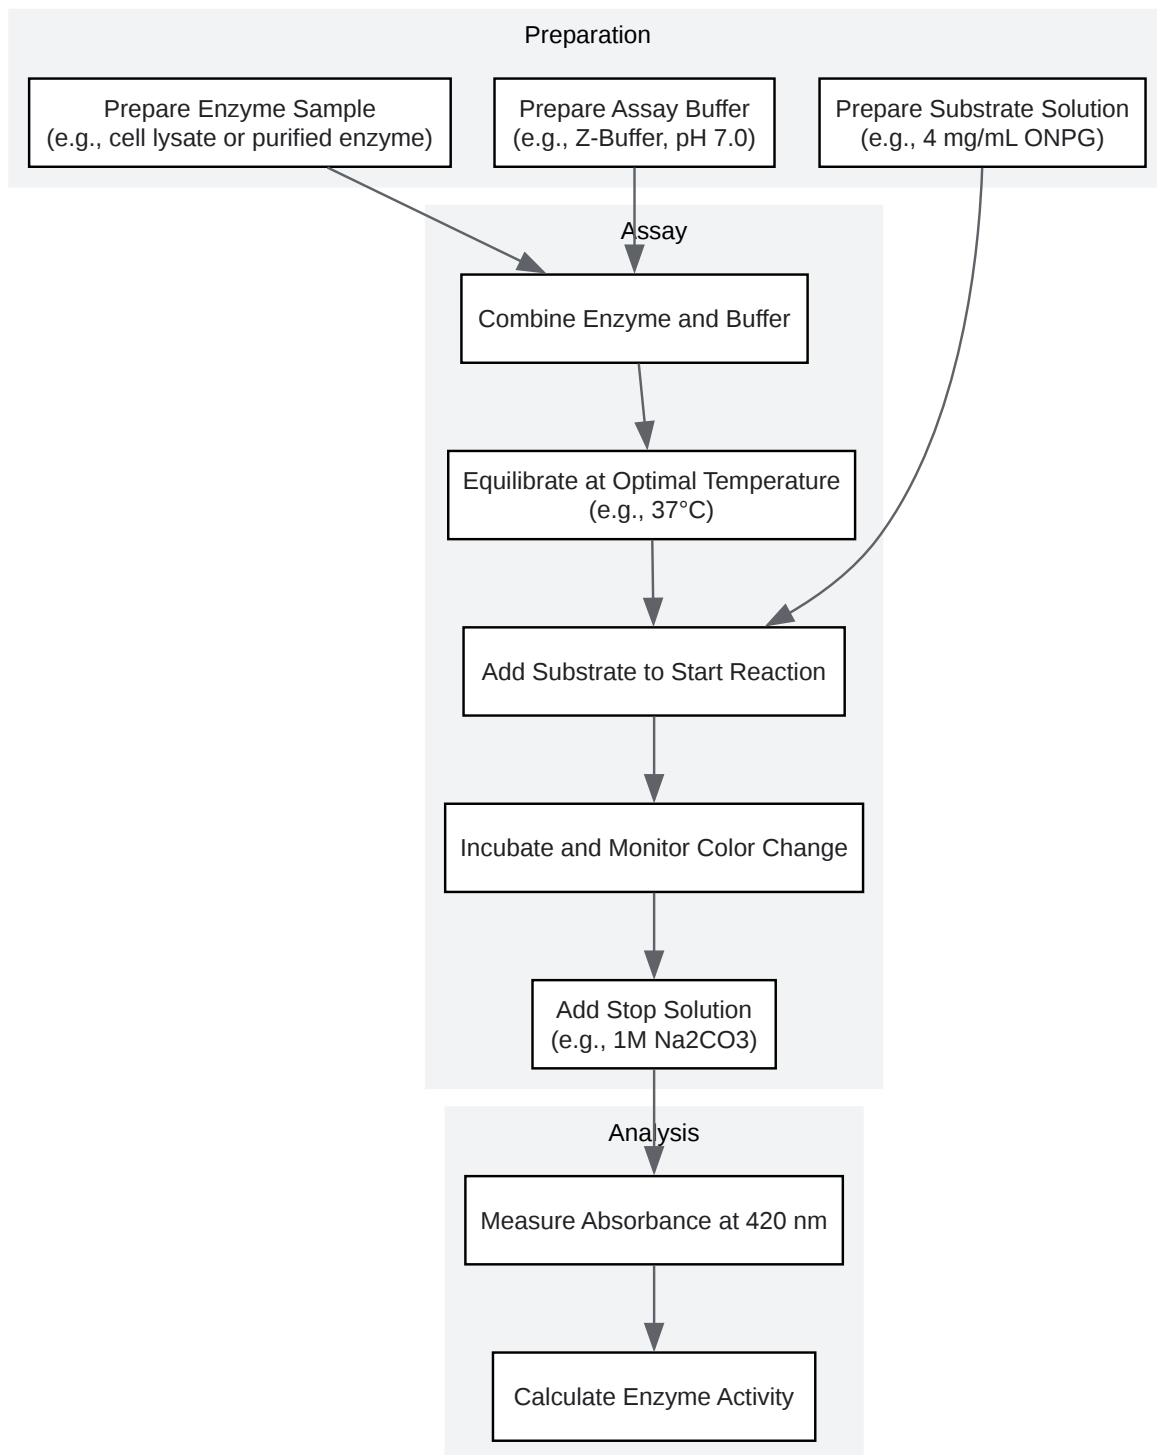 Preparation
Prepare Enzyme Sample
(e.g., cell lysate or purified enzyme)
Prepare Assay Buffer
(e.g., Z-Buffer, pH 7.0)
Prepare Substrate Solution
(e.g., 4 mg/mL ONPG)
Assay
Combine Enzyme and Buffer
Equilibrate at Optimal Temperature
(e.g., 37°C)
Add Substrate to Start Reaction
Incubate and Monitor Color Change
Add Stop Solution
(e.g., 1M Na2CO3)
Analysis
Measure Absorbance at 420 nm
Calculate Enzyme Activity